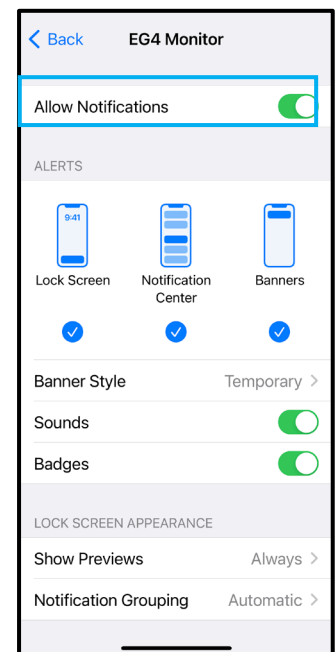 Back EG4 Monitor
Allow Notifications
ALERTS
9:41
Lock Screen Notification Center Banners
Banner Style Temporary
Sounds
Badges
LOCK SCREEN APPEARANCE
Show Previews Always
Notification Grouping Automatic